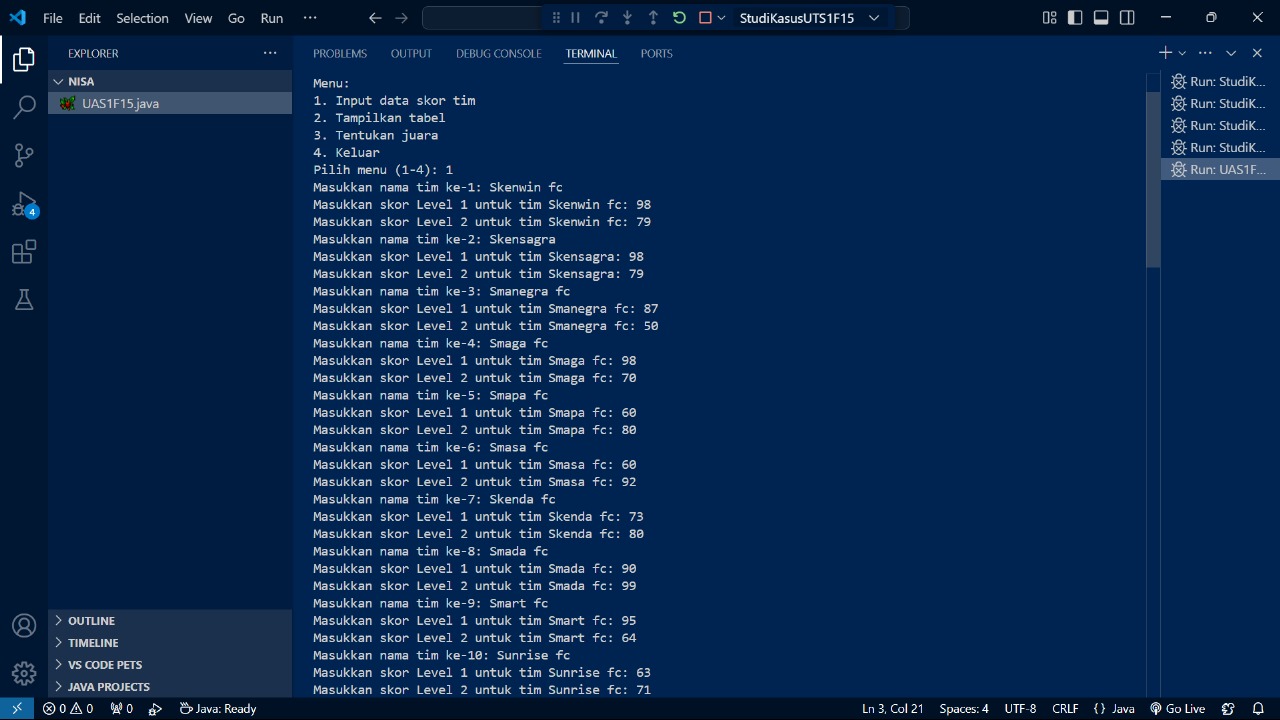 File Edit Selection View Go Run ··· StudiKasusUTS1F15
EXPLORER ···
NISA
UAS1F15.java
OUTLINE
TIMELINE
VS CODE PETS
JAVA PROJECTS
4
PROBLEMS OUTPUT DEBUG CONSOLE TERMINAL PORTS
Menu:
1. Input data skor tim
2. Tampilkan tabel
3. Tentukan juara
4. Keluar
Pilih menu (1-4): 1
Masukkan nama tim ke-1: Skenwin fc
Masukkan skor Level 1 untuk tim Skenwin fc: 98
Masukkan skor Level 2 untuk tim Skenwin fc: 79
Masukkan nama tim ke-2: Skensagra
Masukkan skor Level 1 untuk tim Skensagra: 98
Masukkan skor Level 2 untuk tim Skensagra: 79
Masukkan nama tim ke-3: Smanegra fc
Masukkan skor Level 1 untuk tim Smanegra fc: 87
Masukkan skor Level 2 untuk tim Smanegra fc: 50
Masukkan nama tim ke-4: Smaga fc
Masukkan skor Level 1 untuk tim Smaga fc: 98
Masukkan skor Level 2 untuk tim Smaga fc: 70
Masukkan nama tim ke-5: Smapa fc
Masukkan skor Level 1 untuk tim Smapa fc: 60
Masukkan skor Level 2 untuk tim Smapa fc: 80
Masukkan nama tim ke-6: Smasa fc
Masukkan skor Level 1 untuk tim Smasa fc: 60
Masukkan skor Level 2 untuk tim Smasa fc: 92
Masukkan nama tim ke-7: Skenda fc
Masukkan skor Level 1 untuk tim Skenda fc: 73
Masukkan skor Level 2 untuk tim Skenda fc: 80
Masukkan nama tim ke-8: Smada fc
Masukkan skor Level 1 untuk tim Smada fc: 90
Masukkan skor Level 2 untuk tim Smada fc: 99
Masukkan nama tim ke-9: Smart fc
Masukkan skor Level 1 untuk tim Smart fc: 95
Masukkan skor Level 2 untuk tim Smart fc: 64
Masukkan nama tim ke-10: Sunrise fc
Masukkan skor Level 1 untuk tim Sunrise fc: 63
Masukkan skor Level 2 untuk tim Sunrise fc: 71
Run: StudiK...
Run: StudiK...
Run: StudiK...
Run: StudiK...
Run: UAS1F...
0 0 0 Java: Ready Ln 3, Col 21 Spaces: 4 UTF-8 CRLF {} Java Go Live